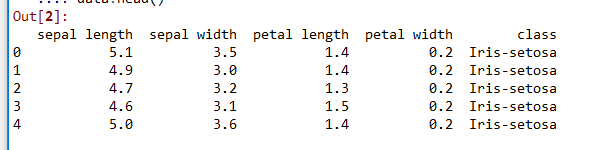 ...: data.head()
Out[2]:
sepal length sepal width petal length petal width class
0 5.1 3.5 1.4 0.2 Iris-setosa
1 4.9 3.0 1.4 0.2 Iris-setosa
2 4.7 3.2 1.3 0.2 Iris-setosa
3 4.6 3.1 1.5 0.2 Iris-setosa
4 5.0 3.6 1.4 0.2 Iris-setosa